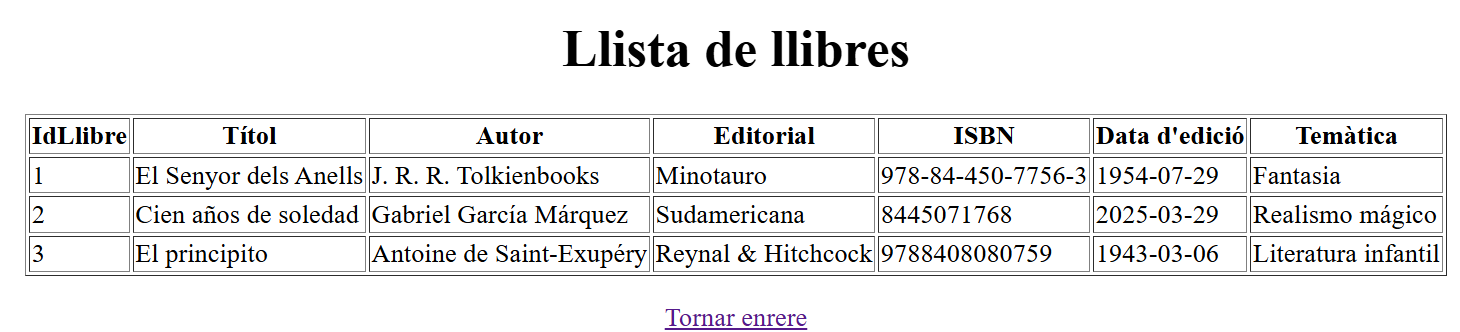 Llista de llibres
IdLlibre Títol Autor Editorial ISBN Data d'edició Temàtica
1 El Senyor dels Anells J. R. R. Tolkienbooks Minotauro 978-84-450-7756-3 1954-07-29 Fantasia
2 Cien años de soledad Gabriel García Márquez Sudamericana 8445071768 2025-03-29 Realismo mágico
3 El principito Antoine de Saint-Exupéry Reynal & Hitchcock 9788408080759 1943-03-06 Literatura infantil
Tornar enrere